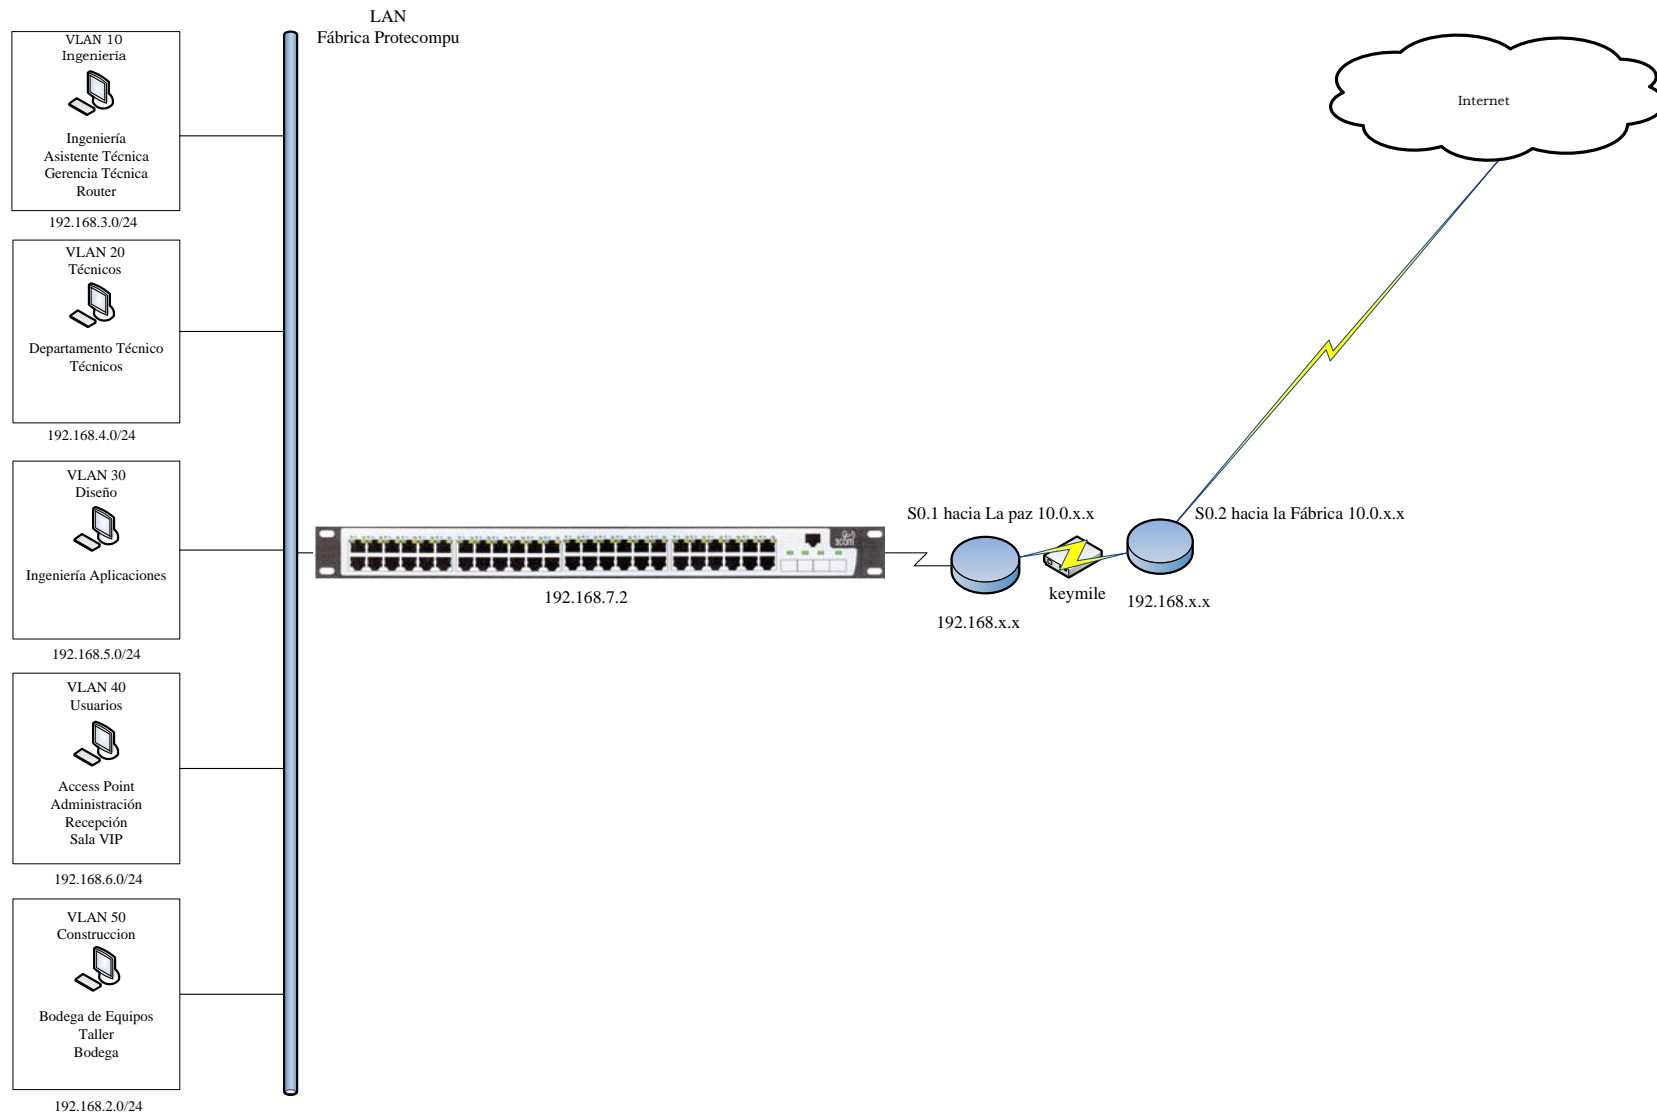 LAN
Fábrica Protecompu
VLAN 10
Ingenieria
Ingeniería
Asistente Técnica
Gerencia Técnica
Router
192.168.3.0/24
VLAN 20
Técnicos
Departamento Técnico
Técnicos
192.168.4.0/24
VLAN 30
Diseño
Ingeniería Aplicaciones
192.168.5.0/24
VLAN 40
Usuarios
Access Point
Administración
Recepción
Sala VIP
192.168.6.0/24
VLAN 50
Construccion
Bodega de Equipos
Taller
Bodega
192.168.2.0/24
3com
192.168.7.2
S0.1 hacia La paz 10.0.x.x
192.168.x.x
keymile
S0.2 hacia la Fábrica 10.0.x.x
192.168.x.x
Internet